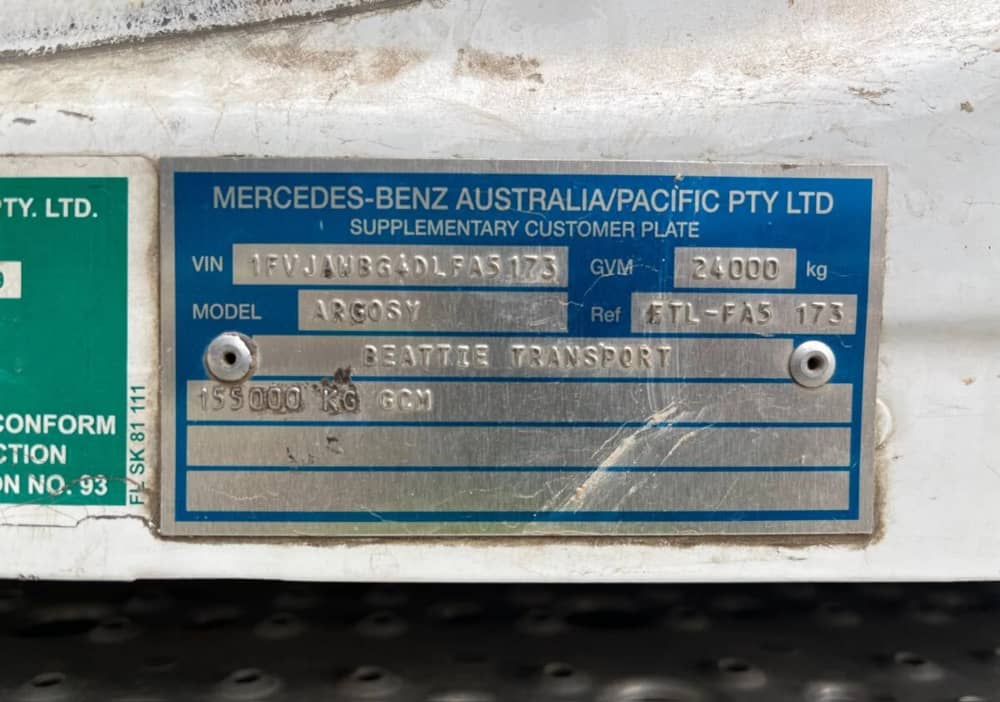 PTY. LTD.
9
CONFORM
CTION
ON NO. 93
FL SK 81 111
MERCEDES-BENZ AUSTRALIA/PACIFIC PTY LTD
SUPPLEMENTARY CUSTOMER PLATE
VIN 1FVJAWBG4DLFA5173 GVM 24000 kg
MODEL ARGOSY Ref ETL-FA5 173
BEATTIE TRANSPORT
155000 KG GCM